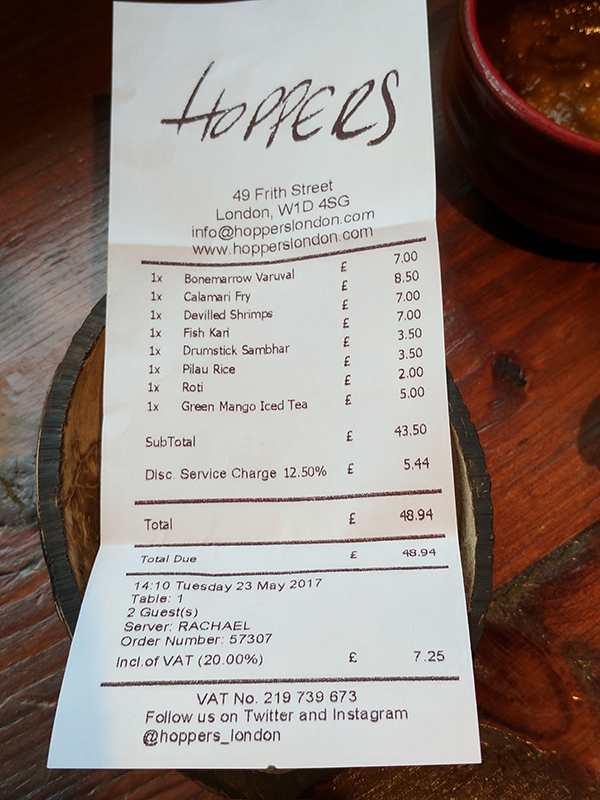 HOPPERS
49 Frith Street
London, W1D 4SG
info@hopperslondon.com
www.hopperslondon.com
1x Bonemarrow Varuval £ 7.00
1x Calamari Fry £ 8.50
1x Devilled Shrimps £ 7.00
1x Fish Kari £ 7.00
1x Drumstick Sambhar £ 3.50
1x Pilau Rice £ 3.50
1x Roti £ 2.00
1x Green Mango Iced Tea £ 5.00
SubTotal £ 43.50
Disc. Service Charge 12.50% £ 5.44
Total £ 48.94
Total Due £ 48.94
14:10 Tuesday 23 May 2017
Table: 1
2 Guest(s)
Server: RACHAEL
Order Number: 57307
Incl.of VAT (20.00%) £ 7.25
VAT No. 219 739 673
Follow us on Twitter and Instagram
@hoppers_london